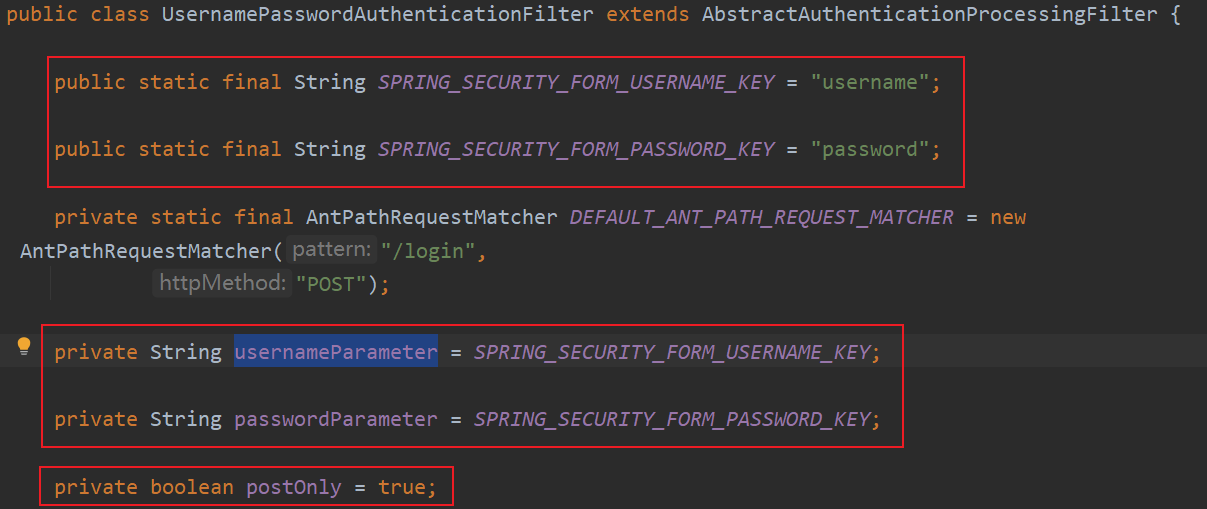 public class UsernamePasswordAuthenticationFilter extends AbstractAuthenticationProcessingFilter {
public static final String SPRING_SECURITY_FORM_USERNAME_KEY = "username";
public static final String SPRING_SECURITY_FORM_PASSWORD_KEY = "password";
private static final AntPathRequestMatcher DEFAULT_ANT_PATH_REQUEST_MATCHER = new
AntPathRequestMatcher( pattern: "/login",
httpMethod: "POST");
private String usernameParameter = SPRING_SECURITY_FORM_USERNAME_KEY;
private String passwordParameter = SPRING_SECURITY_FORM_PASSWORD_KEY;
private boolean postOnly = true;